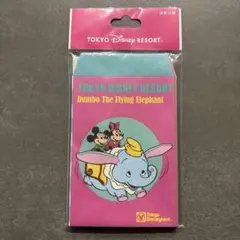 TOKYO Disney RESORT
TOKYO DISNEY RESORT
Dumbo The Flying Elephant
Tokyo
Disneyland